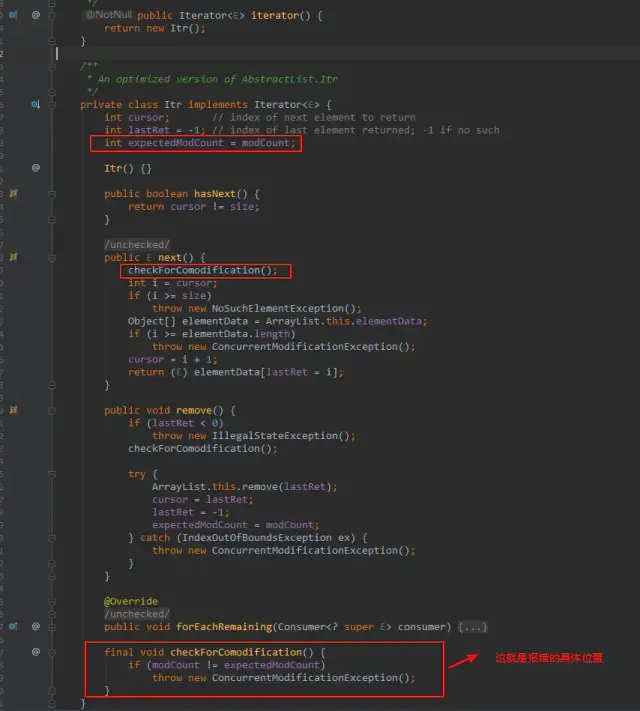 */
@NotNull public Iterator<E> iterator() {
return new Itr();
}
/**
* An optimized version of AbstractList.Itr
*/
private class Itr implements Iterator<E> {
int cursor;       // index of next element to return
int lastRet = -1; // index of last element returned; -1 if no such
int expectedModCount = modCount;
Itr() {}
public boolean hasNext() {
return cursor != size;
}
/unchecked/
public E next() {
checkForComodification();
int i = cursor;
if (i >= size)
throw new NoSuchElementException();
Object[] elementData = ArrayList.this.elementData;
if (i >= elementData.length)
throw new ConcurrentModificationException();
cursor = i + 1;
return (E) elementData[lastRet = i];
}
public void remove() {
if (lastRet < 0)
throw new IllegalStateException();
checkForComodification();
try {
ArrayList.this.remove(lastRet);
cursor = lastRet;
lastRet = -1;
expectedModCount = modCount;
} catch (IndexOutOfBoundsException ex) {
throw new ConcurrentModificationException();
}
}
@Override
/unchecked/
public void forEachRemaining(Consumer<? super E> consumer) {...}
final void checkForComodification() {
if (modCount != expectedModCount)
throw new ConcurrentModificationException();
}
}
这就是报错的具体位置